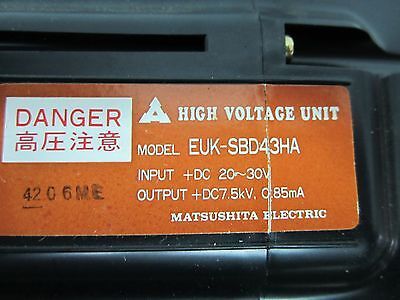 DANGER
高圧注意
HIGH VOLTAGE UNIT
MODEL EUK-SBD43HA
INPUT +DC 20~30V
OUTPUT +DC7.5kV, 0.85mA
4206ME
MATSUSHITA ELECTRIC